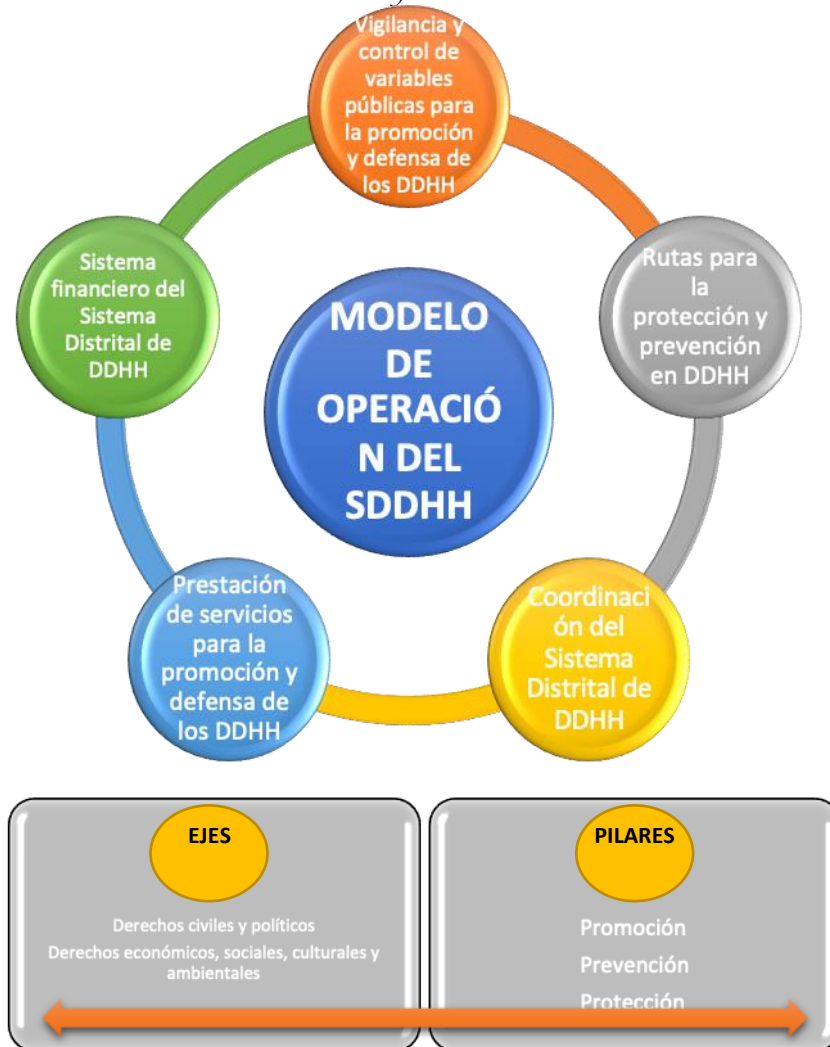 Vigilancia y
control de
variables
públicas para
la promoción
y defensa de
los DDHH
Sistema
financiero del
Sistema
Distrital de
DDHH
Rutas para
la
protección y
prevención
en DDHH
MODELO
DE
OPERACIÓ
N DEL
SDDHH
Prestación
de servicios
para la
promoción y
defensa de
los DDHH
Coordinaci
ón del
Sistema
Distrital de
DDHH
EJES
Derechos civiles y políticos
Derechos económicos, sociales, culturales y
ambientales
PILARES
Promoción
Prevención
Protección